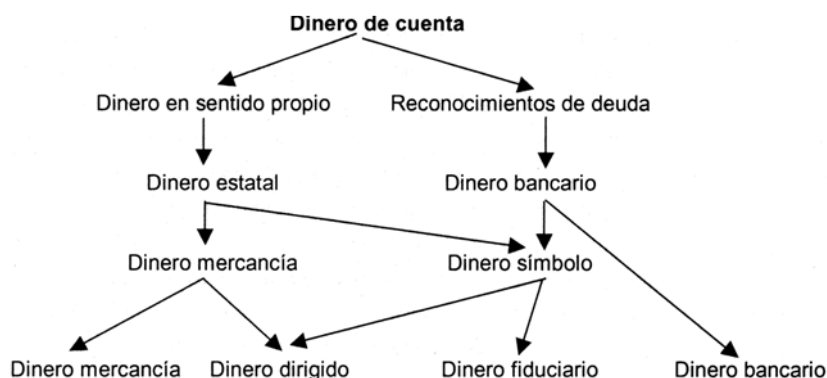 Dinero de cuenta
Dinero en sentido propio Reconocimientos de deuda
Dinero estatal Dinero bancario
Dinero mercancía Dinero símbolo
Dinero mercancía Dinero dirigido Dinero fiduciario Dinero bancario